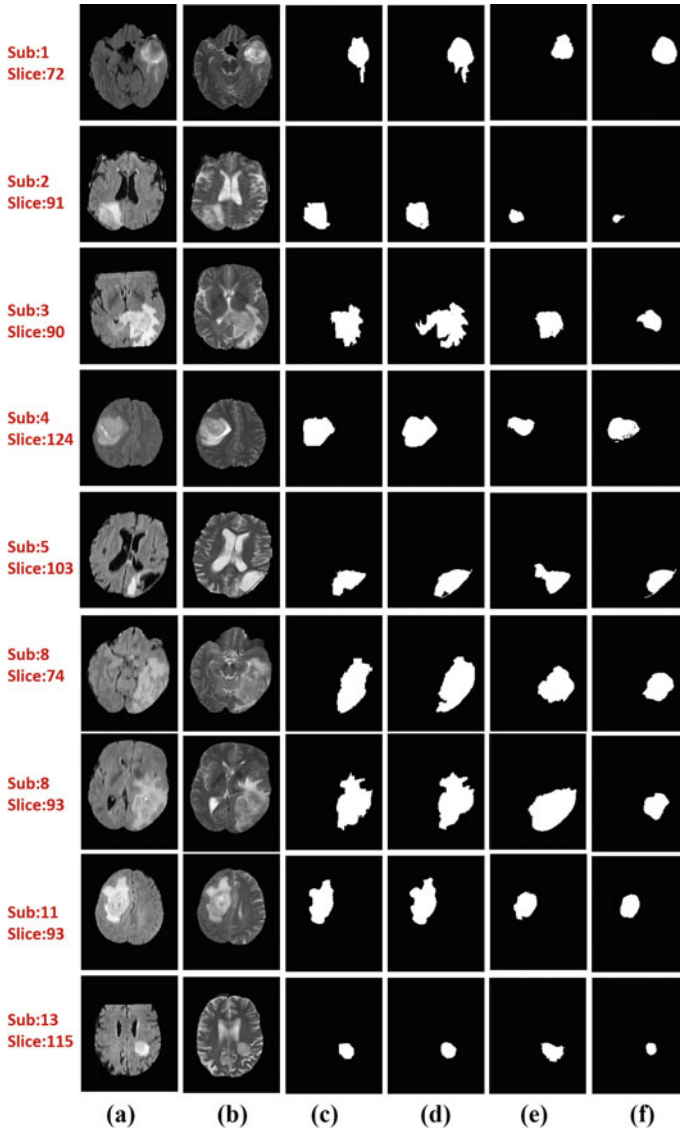 Sub:1
Slice:72
Sub:2
Slice:91
Sub:3
Slice:90
Sub:4
Slice:124
Sub:5
Slice:103
Sub:8
Slice:74
Sub:8
Slice:93
Sub:11
Slice:93
Sub:13
Slice:115
(a) (b) (c) (d) (e) (f)